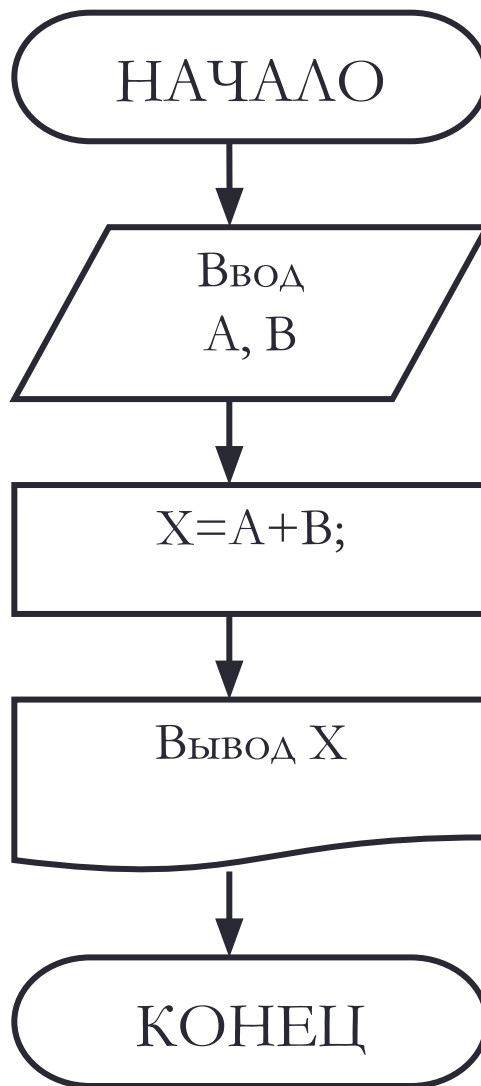 НАЧАЛО
Ввод
А, В
X=A+B;
Вывод X
КОНЕЦ